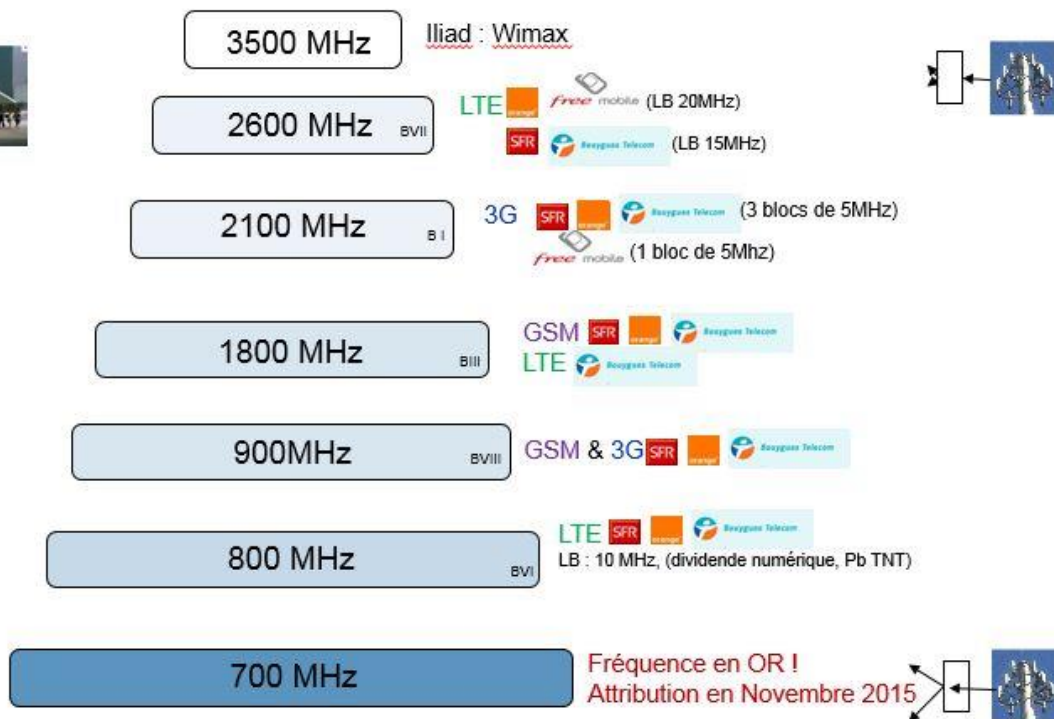 3500 MHz Iliad : Wimax
LTE orange free mobile (LB 20MHz)
2600 MHz BVII
SFR Bouygues Telecom (LB 15MHz)
2100 MHz B I 3G SFR orange Bouygues Telecom (3 blocs de 5MHz)
free mobile (1 bloc de 5Mhz)
GSM SFR orange Bouygues Telecom
1800 MHz BIII
LTE Bouygues Telecom
900MHz BVIII GSM & 3G SFR orange Bouygues Telecom
LTE SFR orange Bouygues Telecom
800 MHz BVI LB : 10 MHz, (dividende numérique, Pb TNT)
700 MHz
Fréquence en OR !
Attribution en Novembre 2015